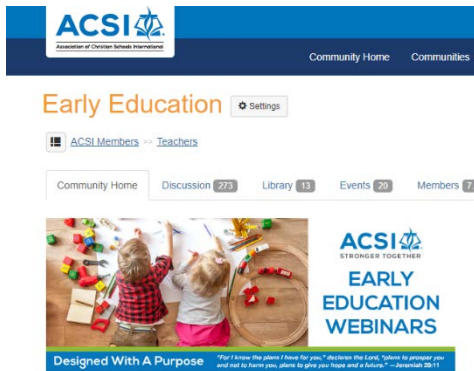 ACSI
Association of Christian Schools International
Community Home Communities
Early Education Settings
ACSI Members >> Teachers
Community Home Discussion 273 Library 13 Events 20 Members
ACSI
STRONGER TOGETHER
EARLY
EDUCATION
WEBINARS
Designed With A Purpose
"For I know the plans I have for you," declares the Lord, "plans to prosper you
and not to harm you, plans to give you hope and a future." — Jeremiah 29:11